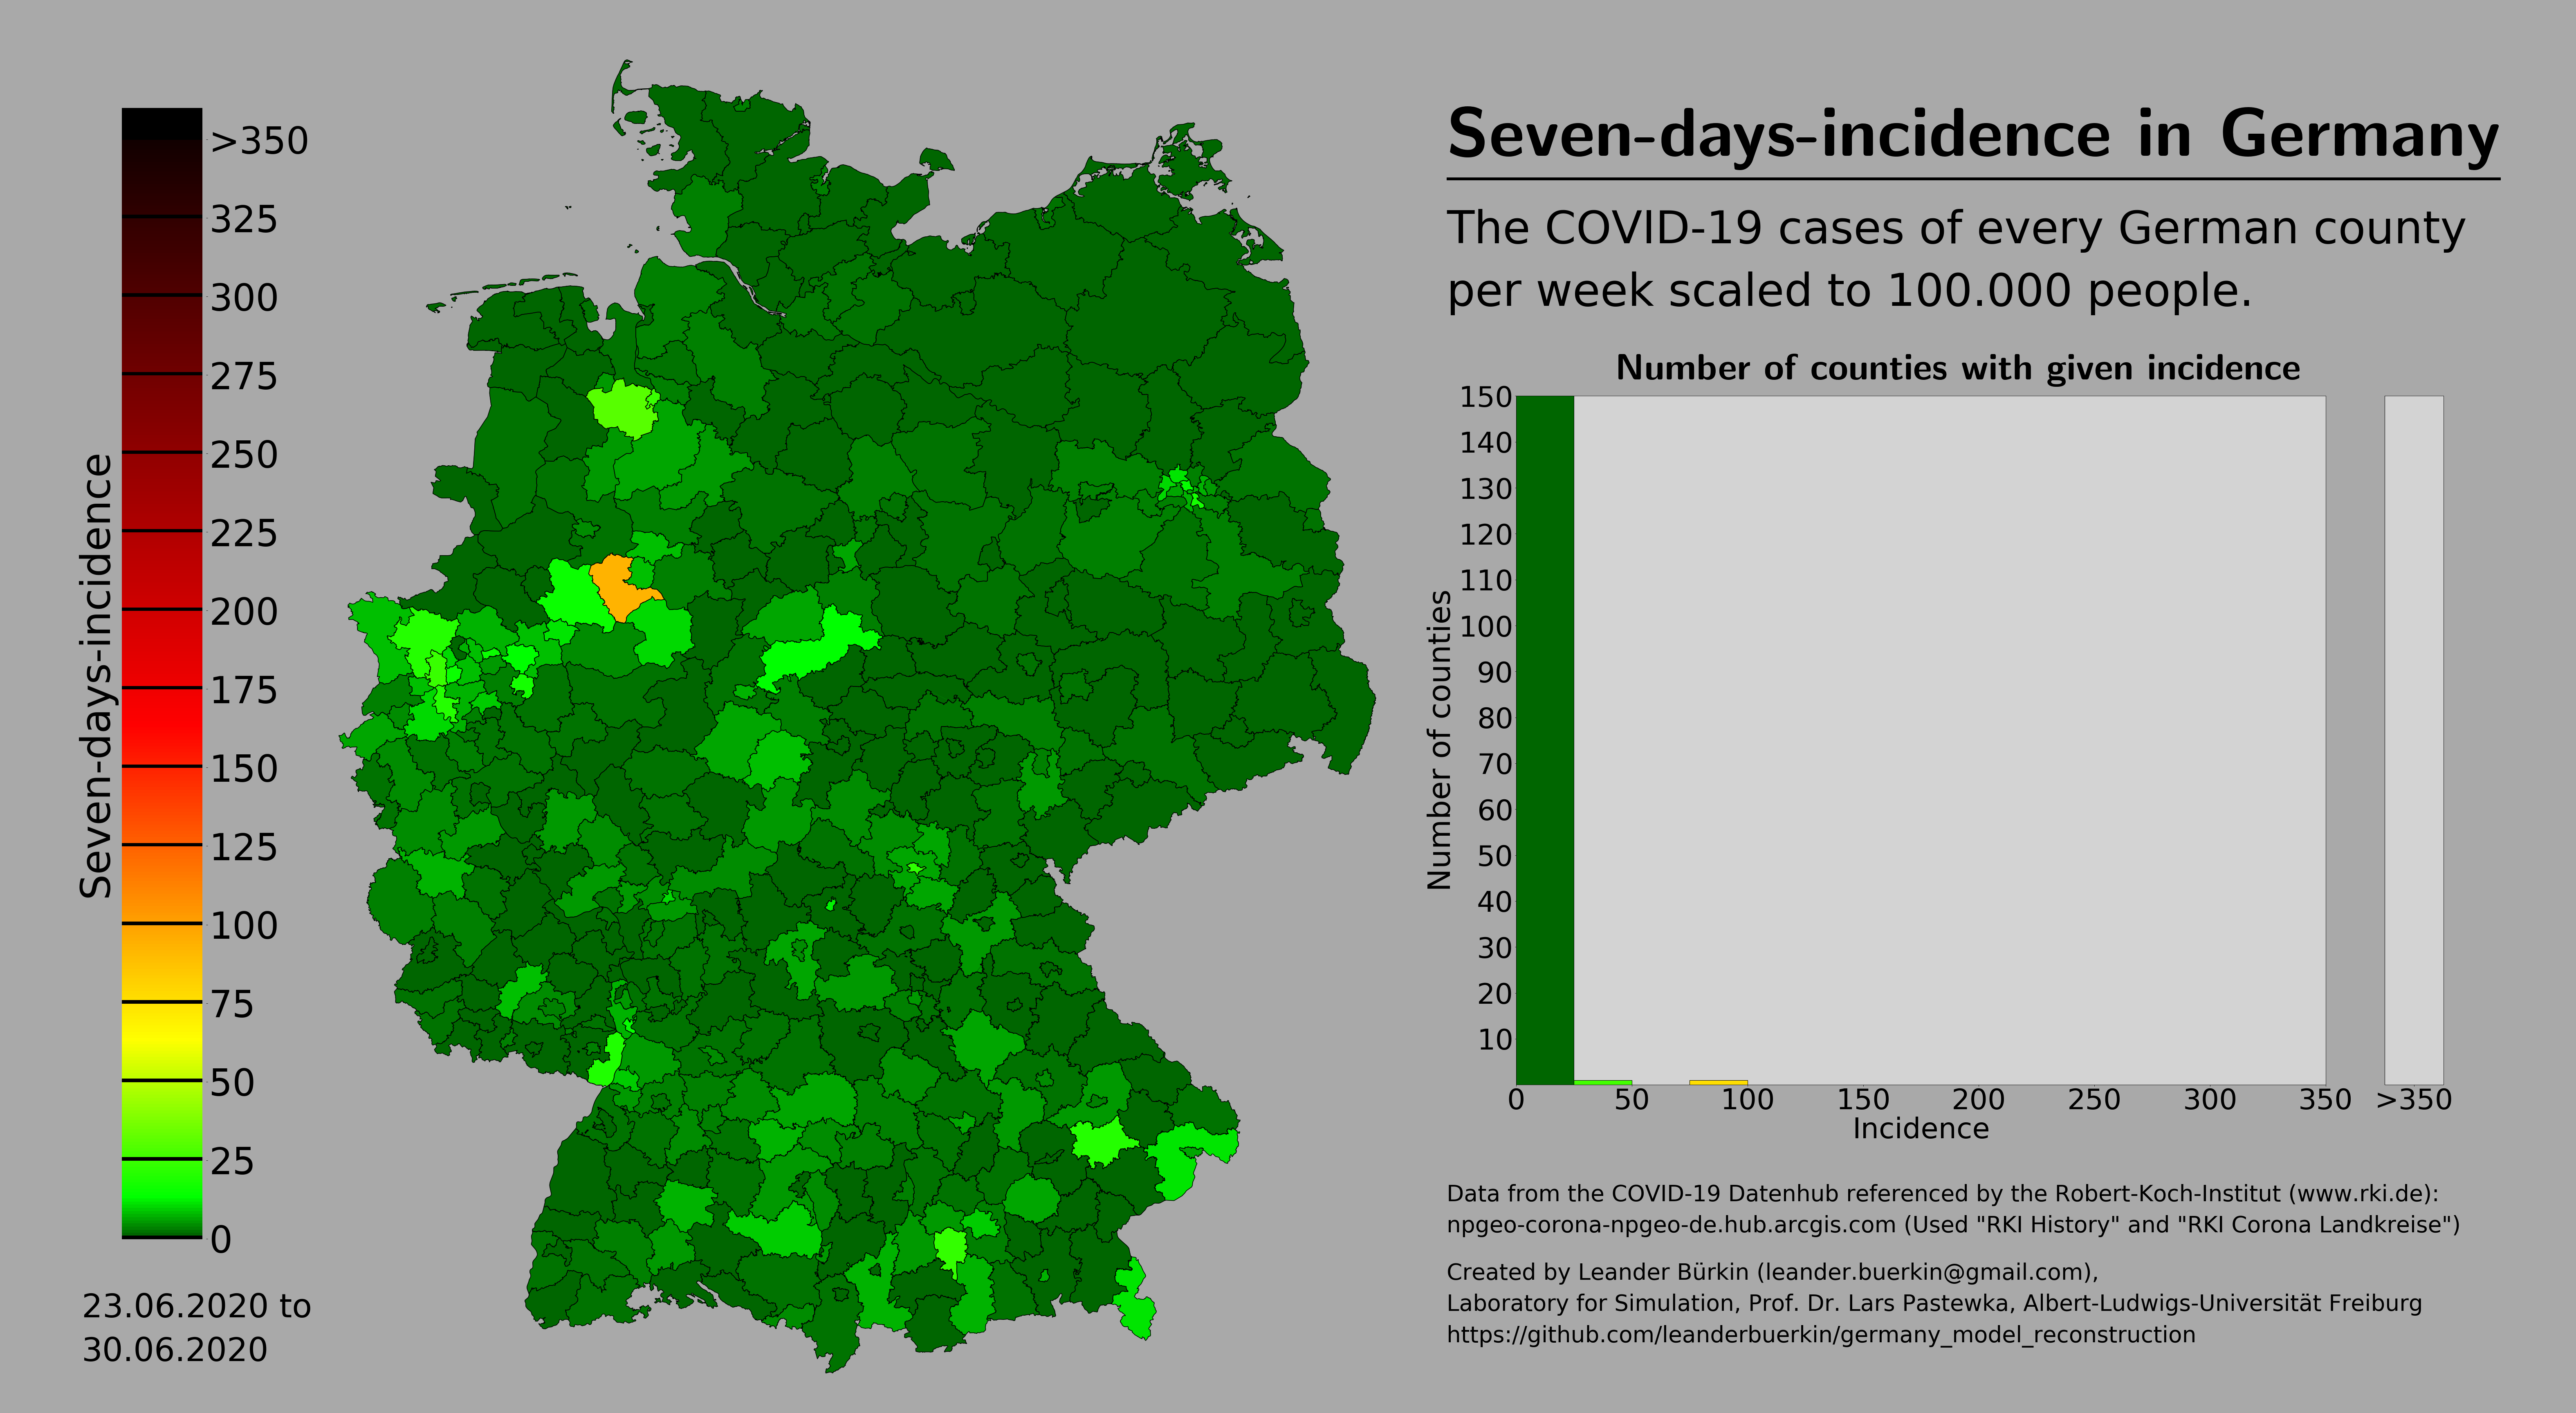 Seven-days-incidence in Germany
The COVID-19 cases of every German county
per week scaled to 100.000 people.
Seven-days-incidence
>350
325
300
275
250
225
200
175
150
125
100
75
50
25
0
23.06.2020 to
30.06.2020
Number of counties with given incidence
Number of counties
150
140
130
120
110
100
90
80
70
60
50
40
30
20
10
0 50 100 150 200 250 300 350 >350
Incidence
Data from the COVID-19 Datenhub referenced by the Robert-Koch-Institut (www.rki.de):
npgeo-corona-npgeo-de.hub.arcgis.com (Used "RKI History" and "RKI Corona Landkreise")
Created by Leander Bürkin (leander.buerkin@gmail.com),
Laboratory for Simulation, Prof. Dr. Lars Pastewka, Albert-Ludwigs-Universität Freiburg
https://github.com/leanderbuerkin/germany_model_reconstruction